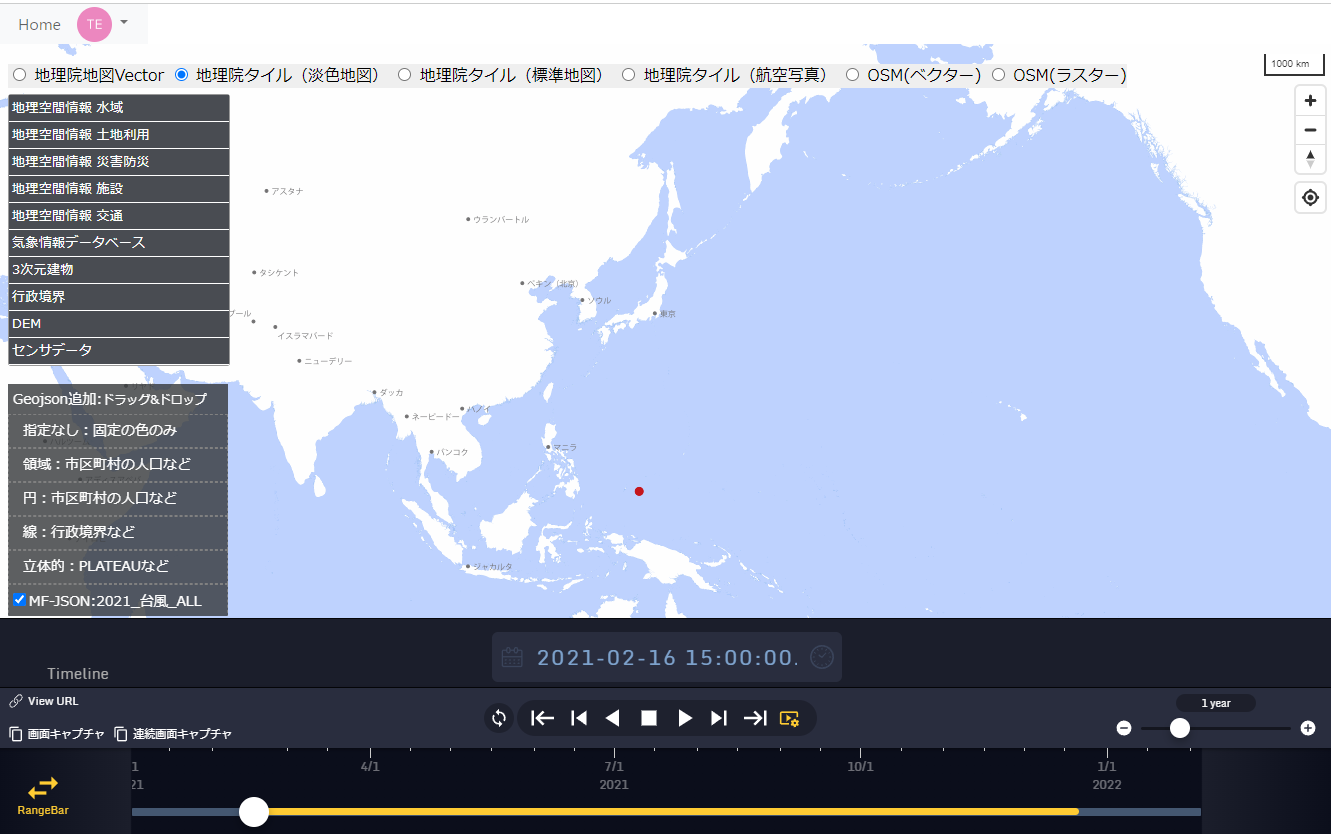 Home TE
地理院地図Vector 地理院タイル（淡色地図） 地理院タイル（標準地図） 地理院タイル（航空写真） OSM(ベクター) OSM(ラスター)
1000 km
地理空間情報 水域
地理空間情報 土地利用
地理空間情報 災害防災
地理空間情報 施設
地理空間情報 交通
気象情報データベース
3次元建物
行政境界
DEM
センサデータ
アスタナ
ウランバートル
タシケント
ペキン（北京）
ソウル
東京
ブール
イスラマバード
ニューデリー
ダッカ
ネーピードー
ハノイ
バンコク
マニラ
ジャカルタ
Geojson追加:ドラッグ&ドロップ
指定なし：固定の色のみ
領域：市区町村の人口など
円：市区町村の人口など
線：行政境界など
立体的：PLATEAUなど
MF-JSON:2021_台風_ALL
2021-02-16 15:00:00.
Timeline
View URL
画面キャプチャ 連続画面キャプチャ
1 year
1 4/1 7/1 10/1 1/1
21 2021 2022
RangeBar